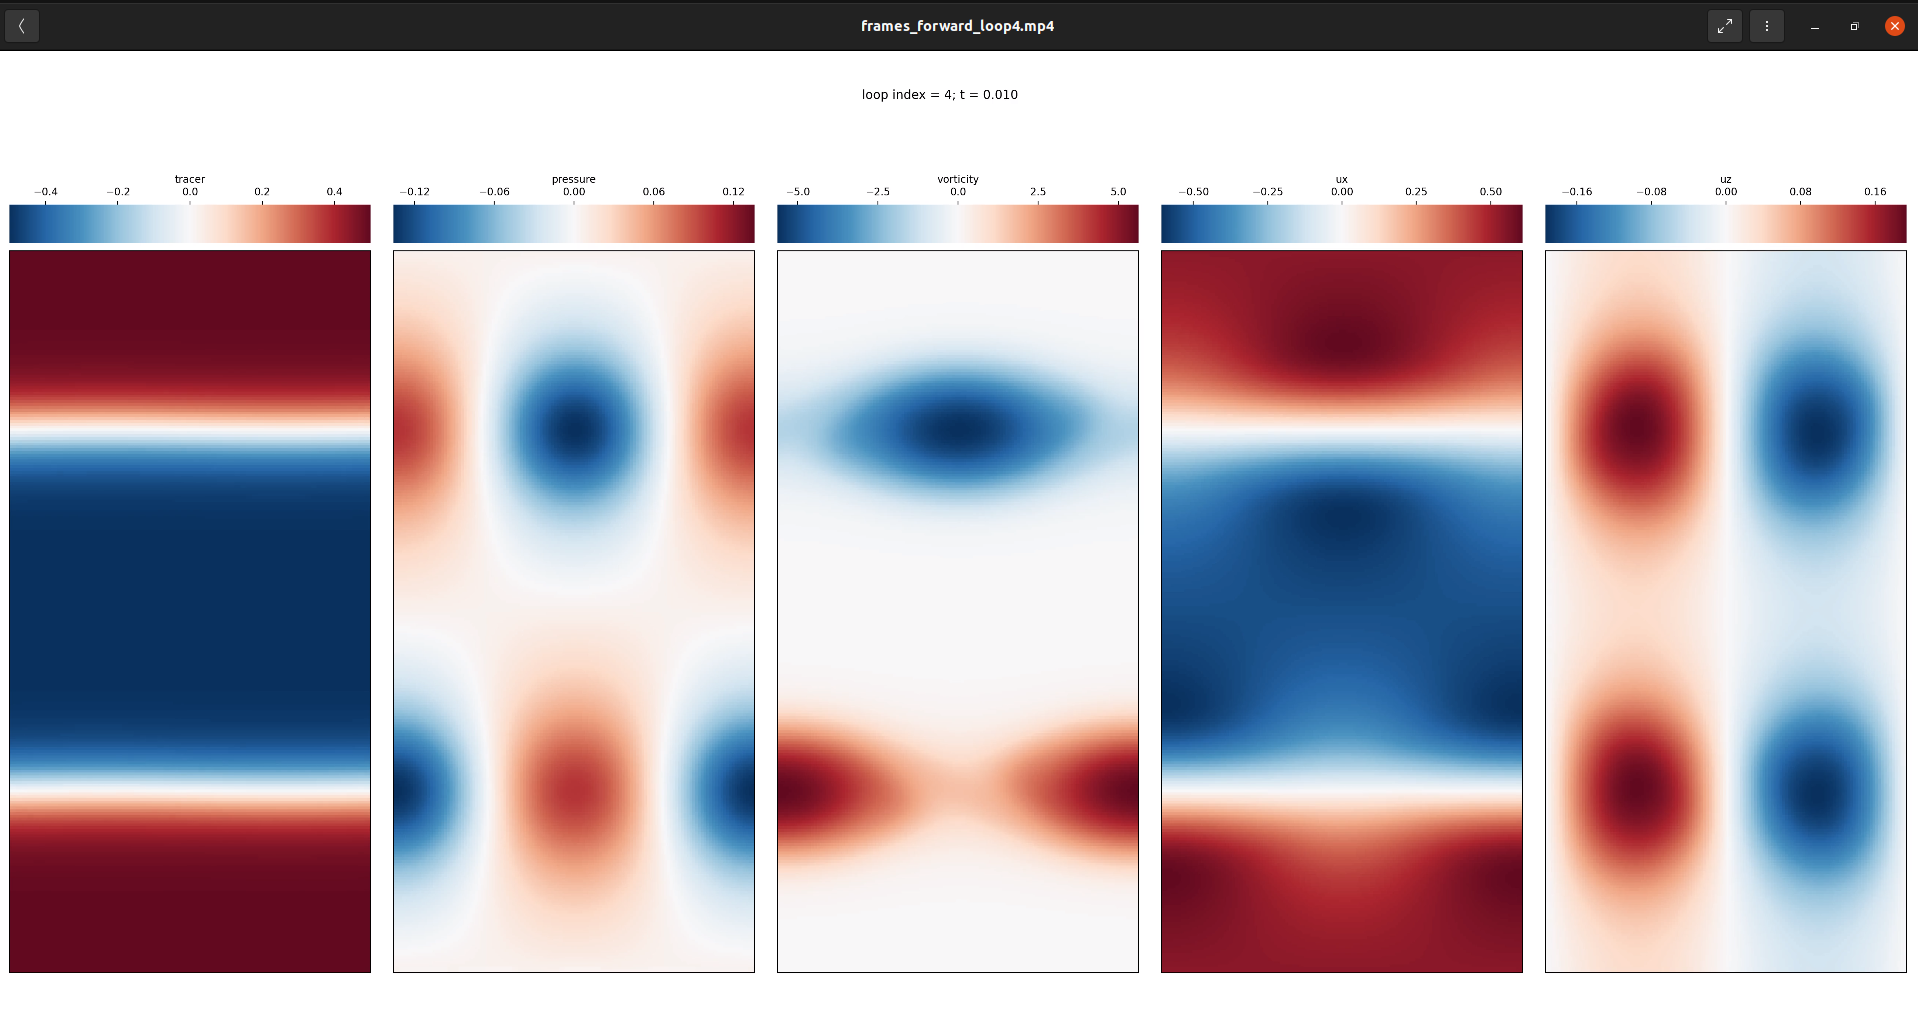 frames_forward_loop4.mp4
loop index = 4; t = 0.010
tracer
−0.4 −0.2 0.0 0.2 0.4
pressure
−0.12 −0.06 0.00 0.06 0.12
vorticity
−5.0 −2.5 0.0 2.5 5.0
ux
−0.50 −0.25 0.00 0.25 0.50
uz
−0.16 −0.08 0.00 0.08 0.16